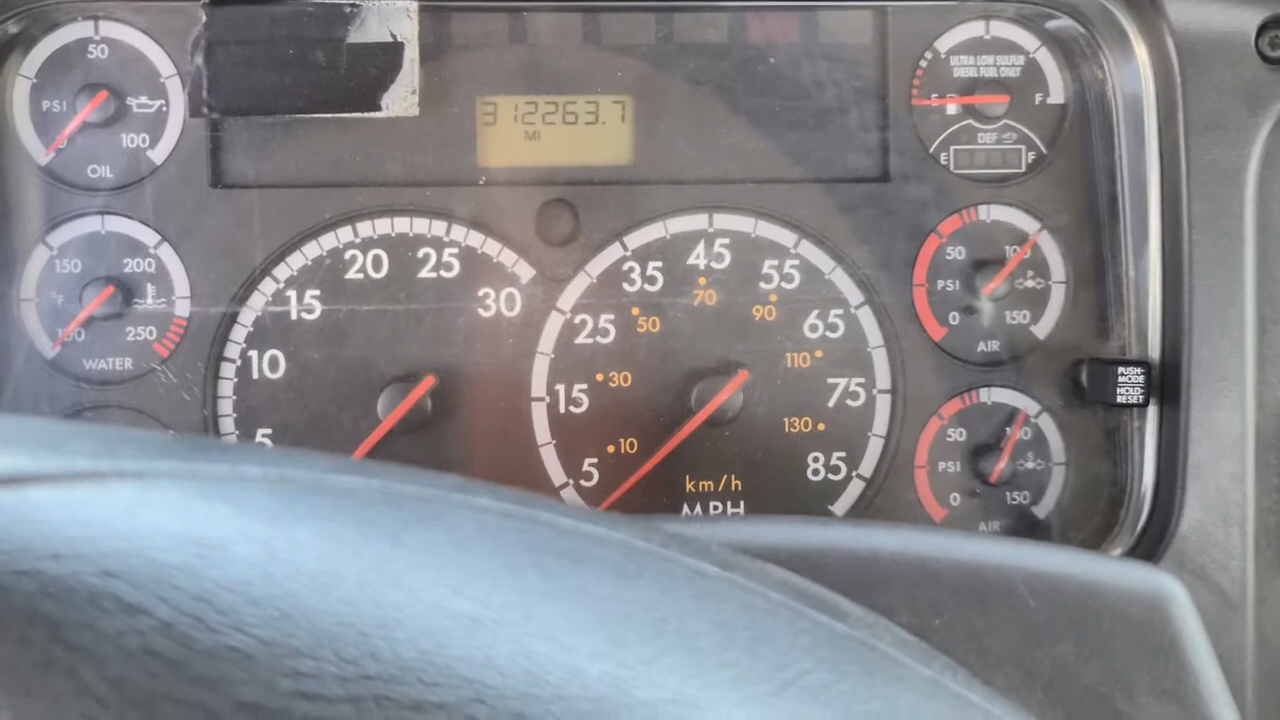 50
PSI
0
100
OIL
312263.7
MI
ULTRA LOW SULFUR
DIESEL FUEL ONLY
E
F
DEF
E
F
150
200
°F
100
250
WATER
5
10
15
20
25
30
5
15
25
35
45
55
65
75
85
10
30
50
70
90
110
130
km/h
MPH
50
100
PSI
P
0
150
AIR
PUSH-
MODE
HOLD-
RESET
50
100
PSI
S
0
150
AIR